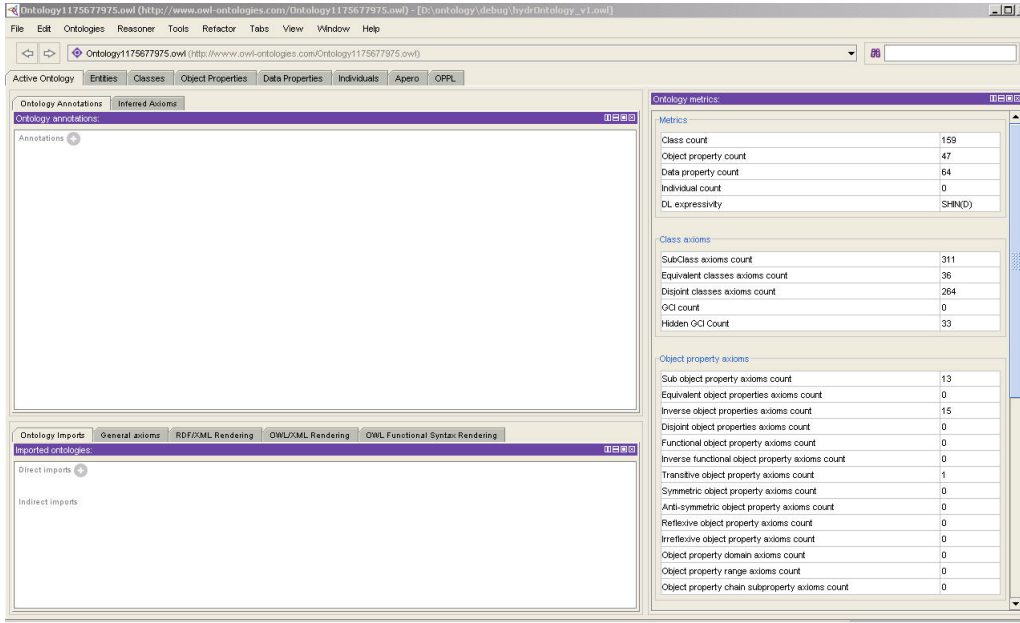 Ontology1175677975.owl (http://www.owl-ontologies.com/Ontology1175677975.owl) - [D:\ontology\debug\hydrOntology_v1.owl]
File Edit Ontologies Reasoner Tools Refactor Tabs View Window Help
Ontology1175677975.owl (http://www.owl-ontologies.com/Ontology1175677975.owl)
Active Ontology Entities Classes Object Properties Data Properties Individuals Apero OPPL
Ontology Annotations Inferred Axioms
Ontology annotations:
Annotations
Ontology Imports General axioms RDF/XML Rendering OWL/XML Rendering OWL Functional Syntax Rendering
Imported ontologies:
Direct imports
Indirect imports
Ontology metrics:
Metrics
Class count 159
Object property count 47
Data property count 64
Individual count 0
DL expressivity SHIN(D)
Class axioms
SubClass axioms count 311
Equivalent classes axioms count 36
Disjoint classes axioms count 264
GCI count 0
Hidden GCI Count 33
Object property axioms
Sub object property axioms count 13
Equivalent object properties axioms count 0
Inverse object properties axioms count 15
Disjoint object properties axioms count 0
Functional object property axioms count 0
Inverse functional object property axioms count 0
Transitive object property axioms count 1
Symmetric object property axioms count 0
Anti-symmetric object property axioms count 0
Reflexive object property axioms count 0
Irreflexive object property axioms count 0
Object property domain axioms count 0
Object property range axioms count 0
Object property chain subproperty axioms count 0